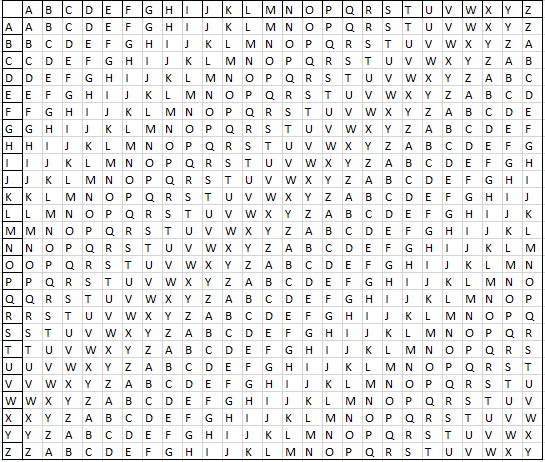 A B C D E F G H I J K L M N O P Q R S T U V W X Y Z
A A B C D E F G H I J K L M N O P Q R S T U V W X Y Z
B B C D E F G H I J K L M N O P Q R S T U V W X Y Z A
C C D E F G H I J K L M N O P Q R S T U V W X Y Z A B
D D E F G H I J K L M N O P Q R S T U V W X Y Z A B C
E E F G H I J K L M N O P Q R S T U V W X Y Z A B C D
F F G H I J K L M N O P Q R S T U V W X Y Z A B C D E
G G H I J K L M N O P Q R S T U V W X Y Z A B C D E F
H H I J K L M N O P Q R S T U V W X Y Z A B C D E F G
I I J K L M N O P Q R S T U V W X Y Z A B C D E F G H
J J K L M N O P Q R S T U V W X Y Z A B C D E F G H I
K K L M N O P Q R S T U V W X Y Z A B C D E F G H I J
L L M N O P Q R S T U V W X Y Z A B C D E F G H I J K
M M N O P Q R S T U V W X Y Z A B C D E F G H I J K L
N N O P Q R S T U V W X Y Z A B C D E F G H I J K L M
O O P Q R S T U V W X Y Z A B C D E F G H I J K L M N
P P Q R S T U V W X Y Z A B C D E F G H I J K L M N O
Q Q R S T U V W X Y Z A B C D E F G H I J K L M N O P
R R S T U V W X Y Z A B C D E F G H I J K L M N O P Q
S S T U V W X Y Z A B C D E F G H I J K L M N O P Q R
T T U V W X Y Z A B C D E F G H I J K L M N O P Q R S
U U V W X Y Z A B C D E F G H I J K L M N O P Q R S T
V V W X Y Z A B C D E F G H I J K L M N O P Q R S T U
W W X Y Z A B C D E F G H I J K L M N O P Q R S T U V
X X Y Z A B C D E F G H I J K L M N O P Q R S T U V W
Y Y Z A B C D E F G H I J K L M N O P Q R S T U V W X
Z Z A B C D E F G H I J K L M N O P Q R S T U V W X Y